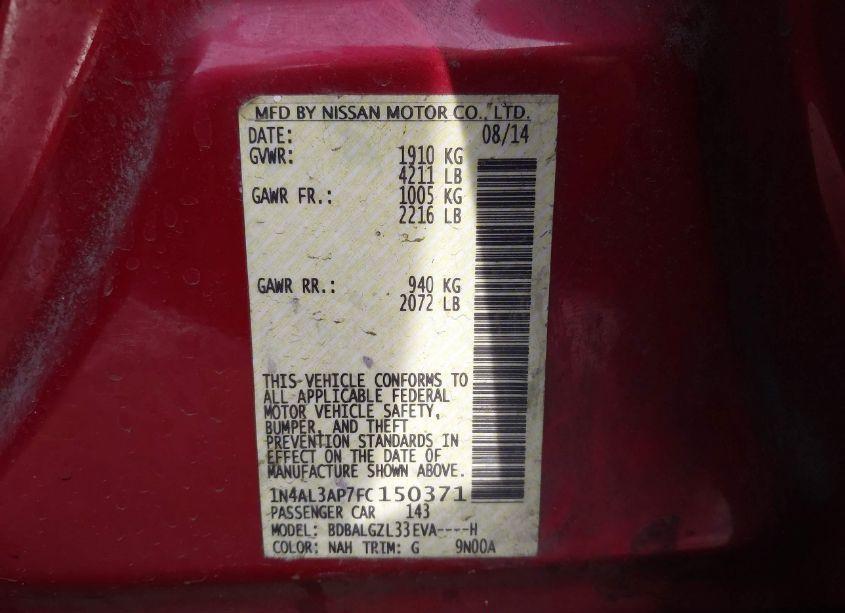 MFD BY NISSAN MOTOR CO., LTD.
DATE: 08/14
GVWR: 1910 KG
4211 LB
GAWR FR.: 1005 KG
2216 LB
GAWR RR.: 940 KG
2072 LB
THIS VEHICLE CONFORMS TO
ALL APPLICABLE FEDERAL
MOTOR VEHICLE SAFETY,
BUMPER, AND THEFT
PREVENTION STANDARDS IN
EFFECT ON THE DATE OF
MANUFACTURE SHOWN ABOVE.
1N4AL3AP7FC150371
PASSENGER CAR 143
MODEL: BDBALGZL33EVA----H
COLOR: NAH TRIM: G 9N00A